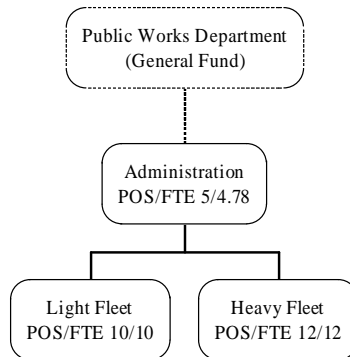 Public Works Department
(General Fund)
Administration
POS/FTE 5/4.78
Light Fleet
POS/FTE 10/10
Heavy Fleet
POS/FTE 12/12